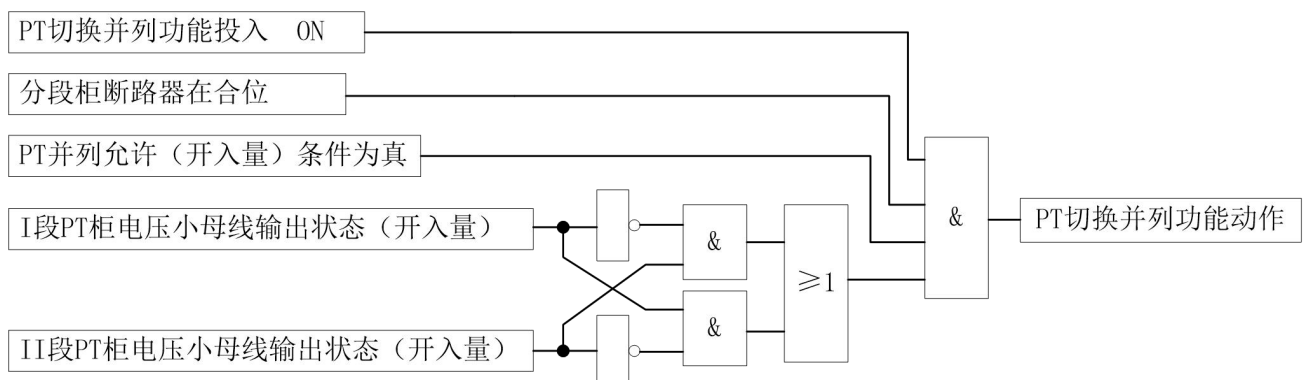 PT切换并列功能投入 ON
分段柜断路器在合位
PT并列允许（开入量）条件为真
I段PT柜电压小母线输出状态（开入量）
&
&
≥1
&
PT切换并列功能动作
II段PT柜电压小母线输出状态（开入量）